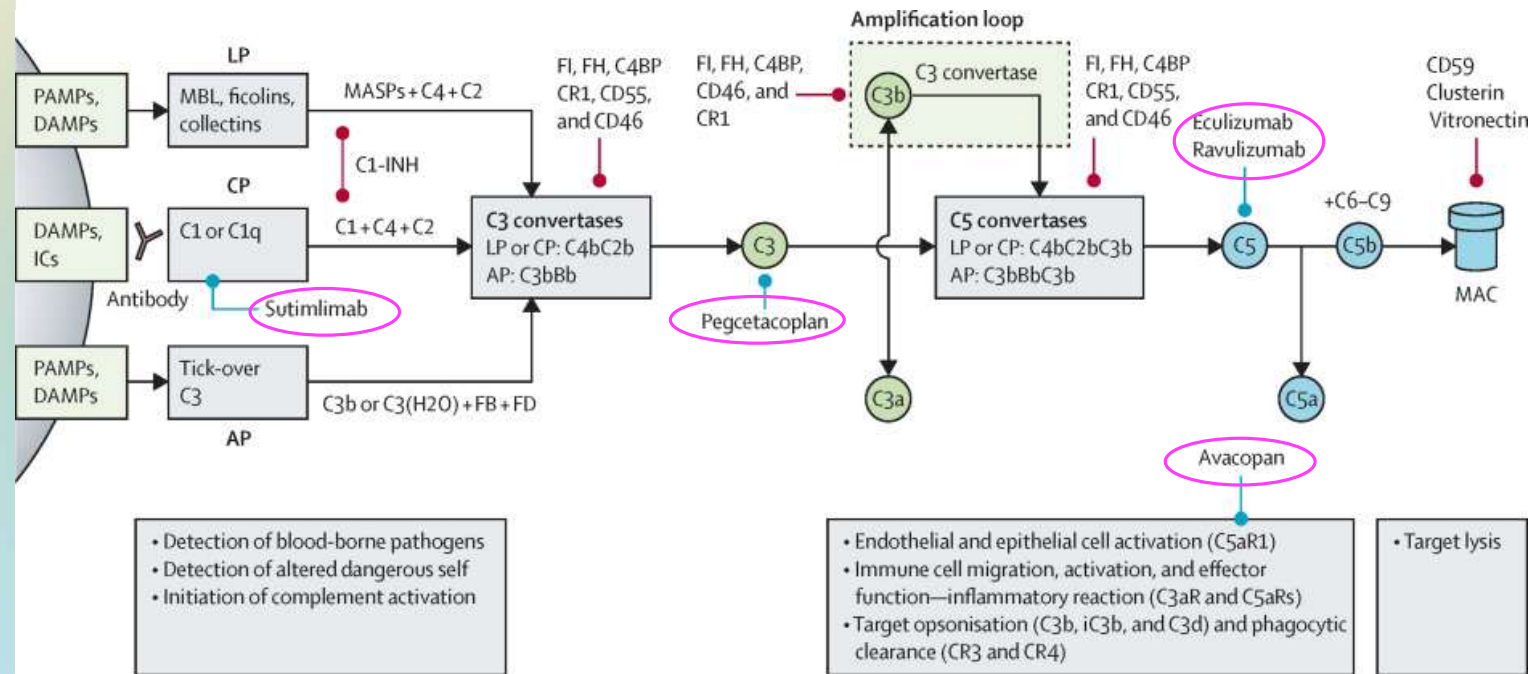 Amplification loop
LP
PAMPs,
DAMPs
MBL, ficolins,
collectins
MASPs + C4 + C2
FI, FH, C4BP
CR1, CD55,
and CD46
FI, FH, C4BP,
CD46, and
CR1
C3b
C3 convertase
FI, FH, C4BP
CR1, CD55,
and CD46
Eculizumab
Ravulizumab
CD59
Clusterin
Vitronectin
C1-INH
CP
DAMPs,
ICs
Antibody
C1 or C1q
C1 + C4 + C2
Sutimlimab
C3 convertases
LP or CP: C4bC2b
AP: C3bBb
C3
Pegcetacoplan
C5 convertases
LP or CP: C4bC2bC3b
AP: C3bBbC3b
C5
+C6–C9
C5b
MAC
PAMPs,
DAMPs
Tick-over
C3
C3b or C3(H2O) + FB + FD
AP
C3a
C5a
Avacopan
• Detection of blood-borne pathogens
• Detection of altered dangerous self
• Initiation of complement activation
• Endothelial and epithelial cell activation (C5aR1)
• Immune cell migration, activation, and effector
function—inflammatory reaction (C3aR and C5aRs)
• Target opsonisation (C3b, iC3b, and C3d) and phagocytic
clearance (CR3 and CR4)
• Target lysis